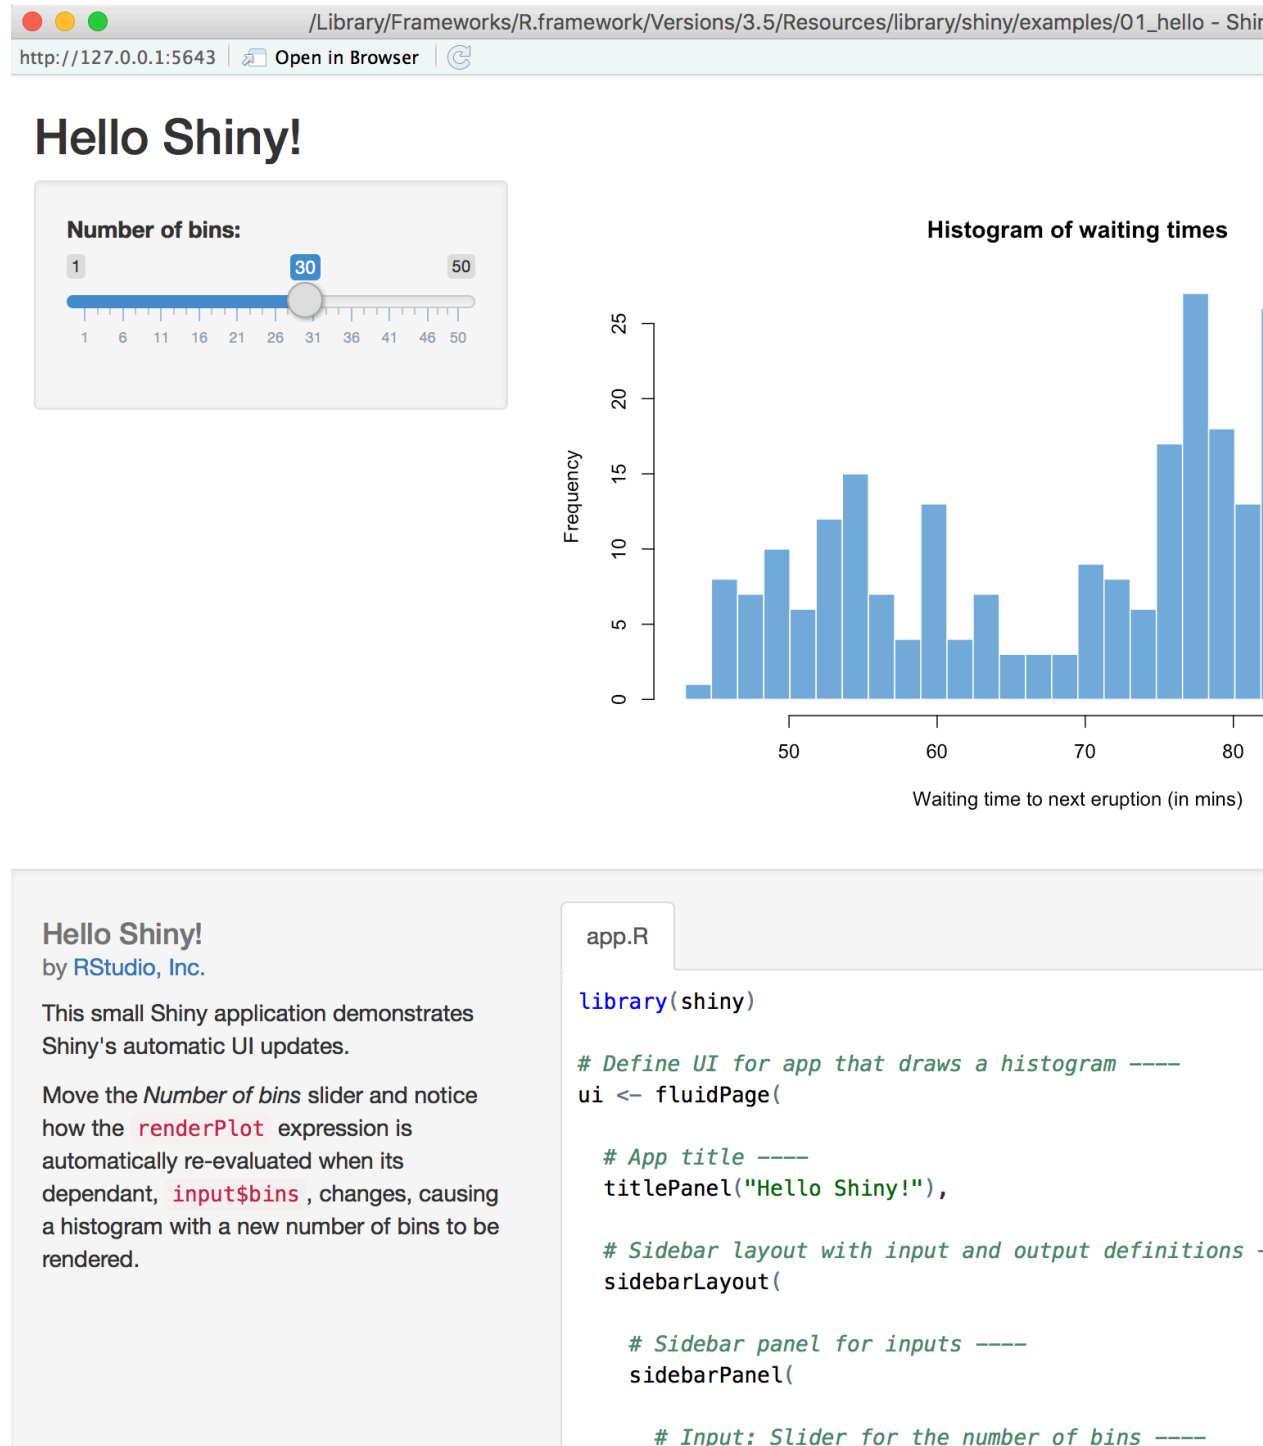 /Library/Frameworks/R.framework/Versions/3.5/Resources/library/shiny/examples/01_hello - Shi
http://127.0.0.1:5643 Open in Browser
Hello Shiny!
Number of bins:
1 30 50
1 6 11 16 21 26 31 36 41 46 50
Histogram of waiting times
Frequency
25
20
15
10
5
0
50 60 70 80
Waiting time to next eruption (in mins)
Hello Shiny!
by RStudio, Inc.
This small Shiny application demonstrates
Shiny's automatic UI updates.
Move the Number of bins slider and notice
how the renderPlot expression is
automatically re-evaluated when its
dependant, input$bins , changes, causing
a histogram with a new number of bins to be
rendered.
app.R
library(shiny)
# Define UI for app that draws a histogram ----
ui <- fluidPage(
# App title ----
titlePanel("Hello Shiny!"),
# Sidebar layout with input and output definitions -
sidebarLayout(
# Sidebar panel for inputs ----
sidebarPanel(
# Input: Slider for the number of bins ----